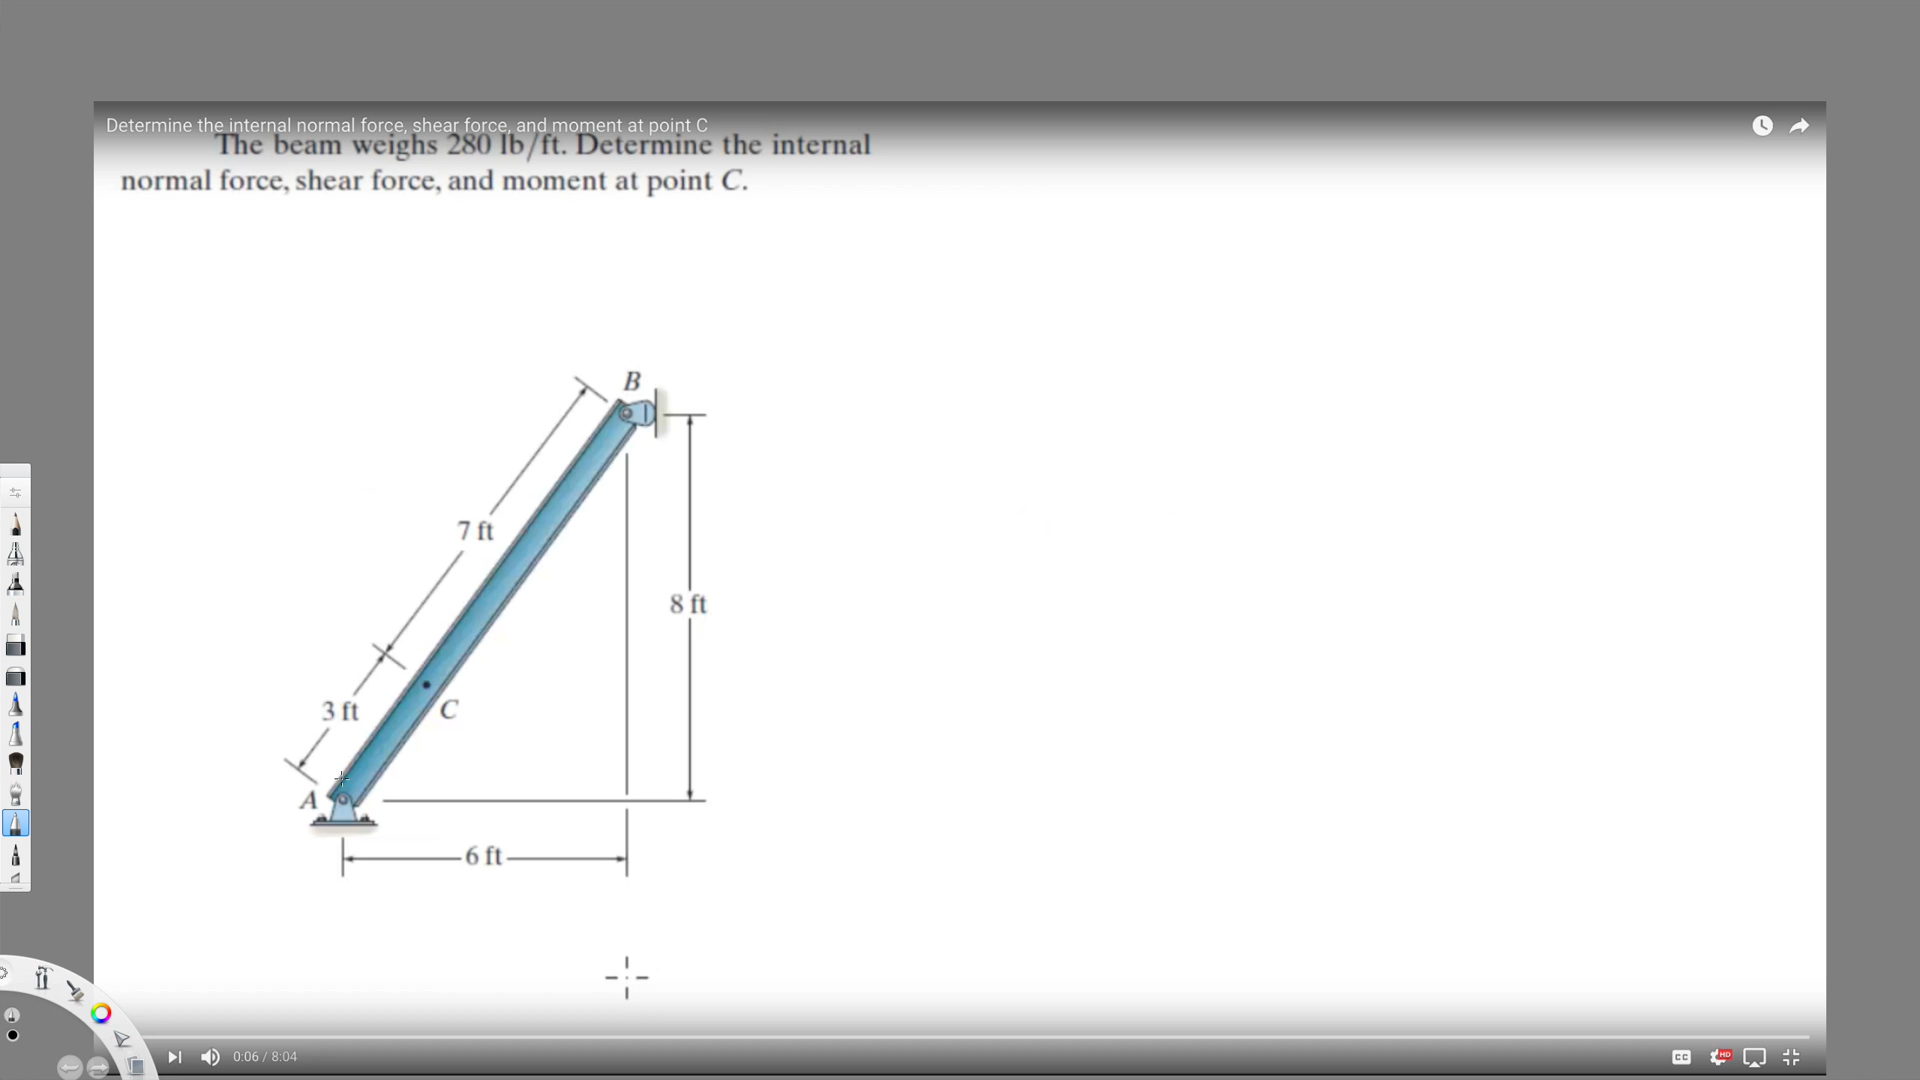 Determine the internal normal force, shear force, and moment at point C
The beam weighs 280 lb/ft. Determine the internal
normal force, shear force, and moment at point C.
B
7 ft
8 ft
3 ft
C
A
6 ft
0:06 / 8:04
CC
HD